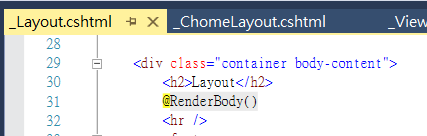 _Layout.cshtml _ChomeLayout.cshtml _View
28
29 <div class="container body-content">
30 <h2>Layout</h2>
31 @RenderBody()
32 <hr />